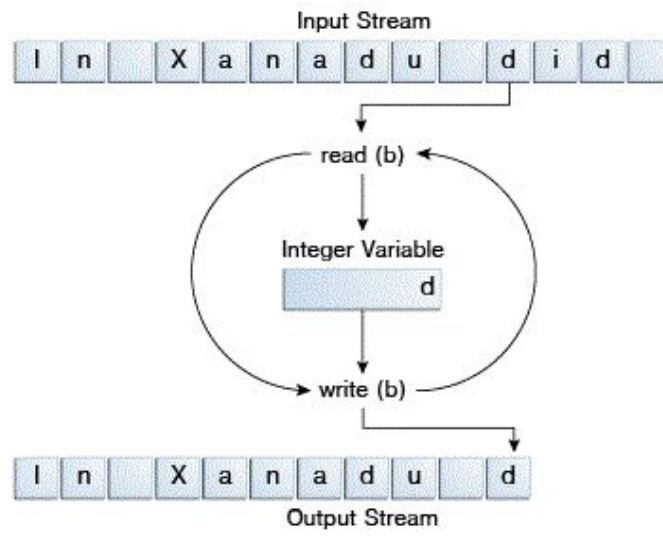 Input Stream
I n X a n a d u d i d
read (b)
Integer Variable
d
write (b)
I n X a n a d u d
Output Stream